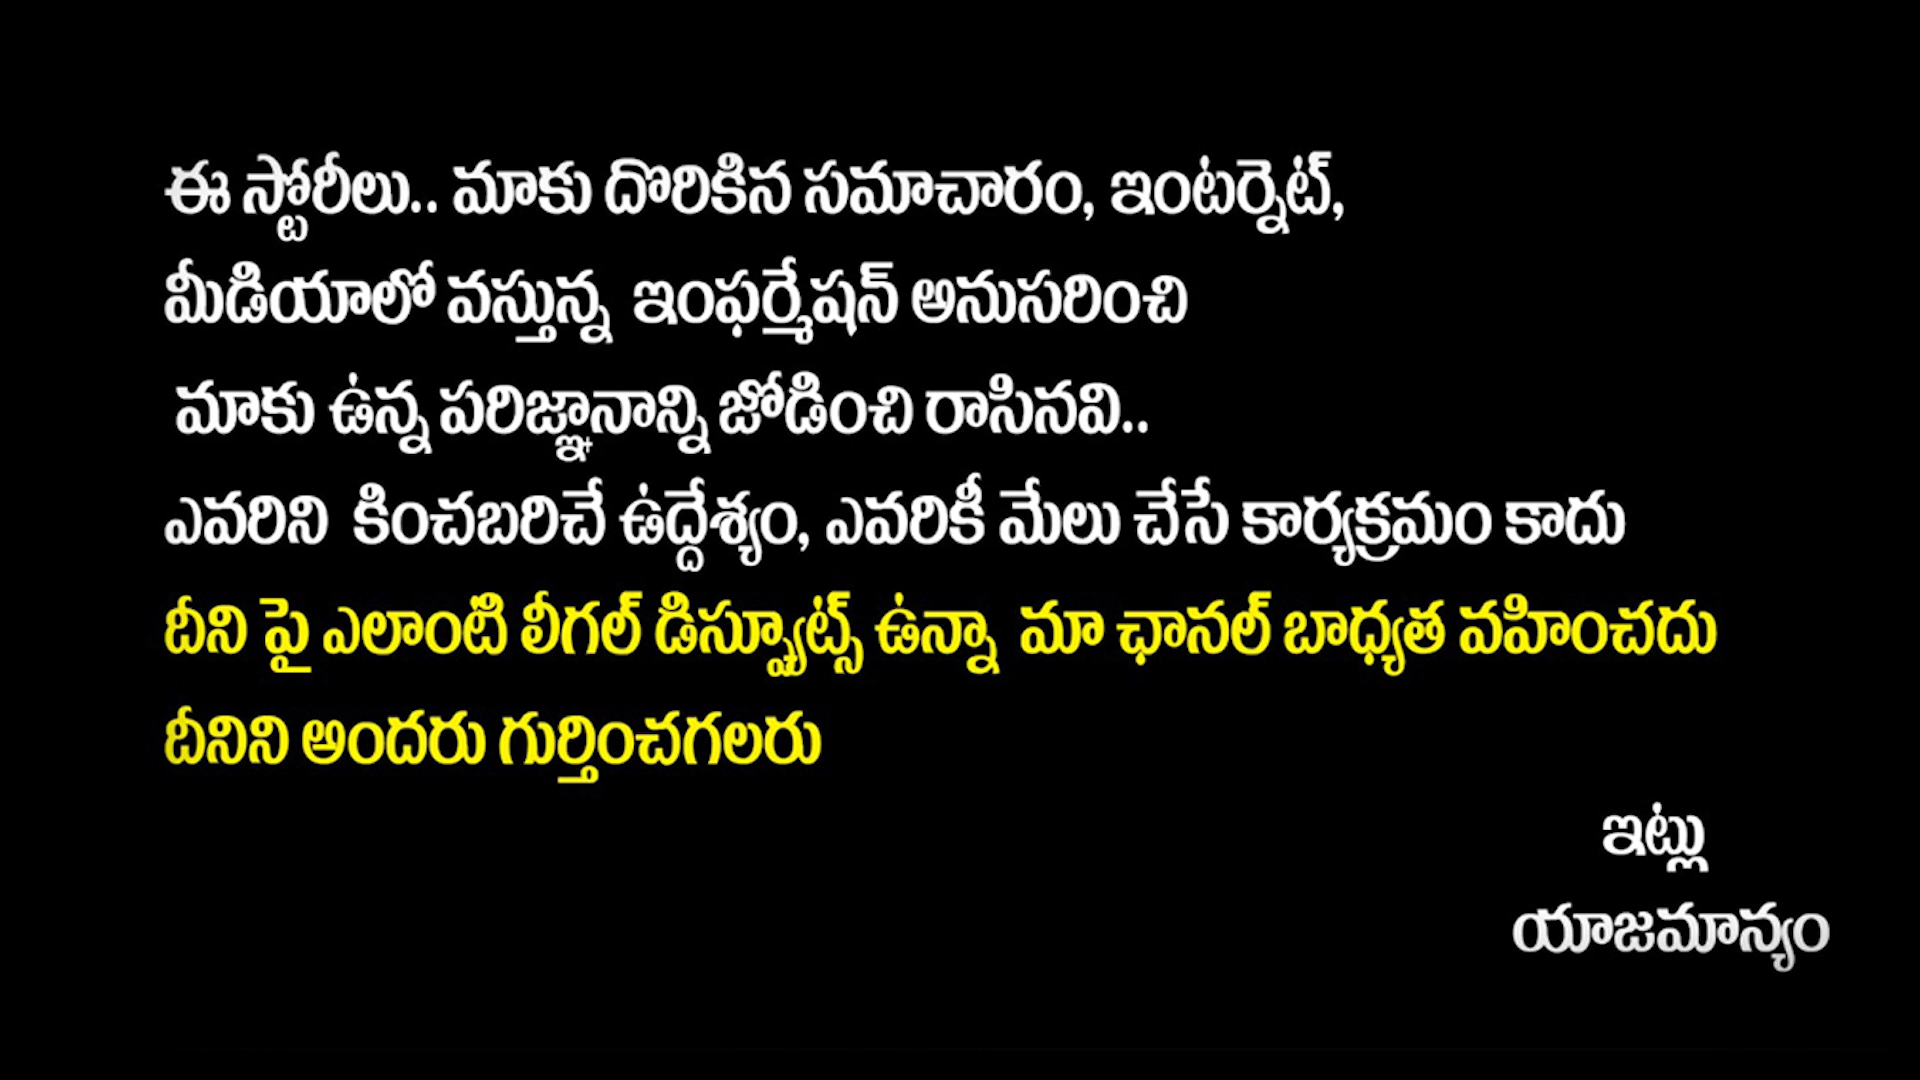 ఈ స్టోరీలు.. మాకు దొరికిన సమాచారం, ఇంటర్నెట్,
మీడియాలో వస్తున్న ఇంఫర్మేషన్ అనుసరించి
మాకు ఉన్న పరిజ్ఞానాన్ని జోడించి రాసినవి..
ఎవరిని కించబరిచే ఉద్దేశ్యం, ఎవరికీ మేలు చేసే కార్యక్రమం కాదు
దీని పై ఎలాంటి లీగల్ డిస్ప్యూట్స్ ఉన్నా మా ఛానల్ బాధ్యత వహించదు
దీనిని అందరు గుర్తించగలరు
ఇట్లు
యాజమాన్యం